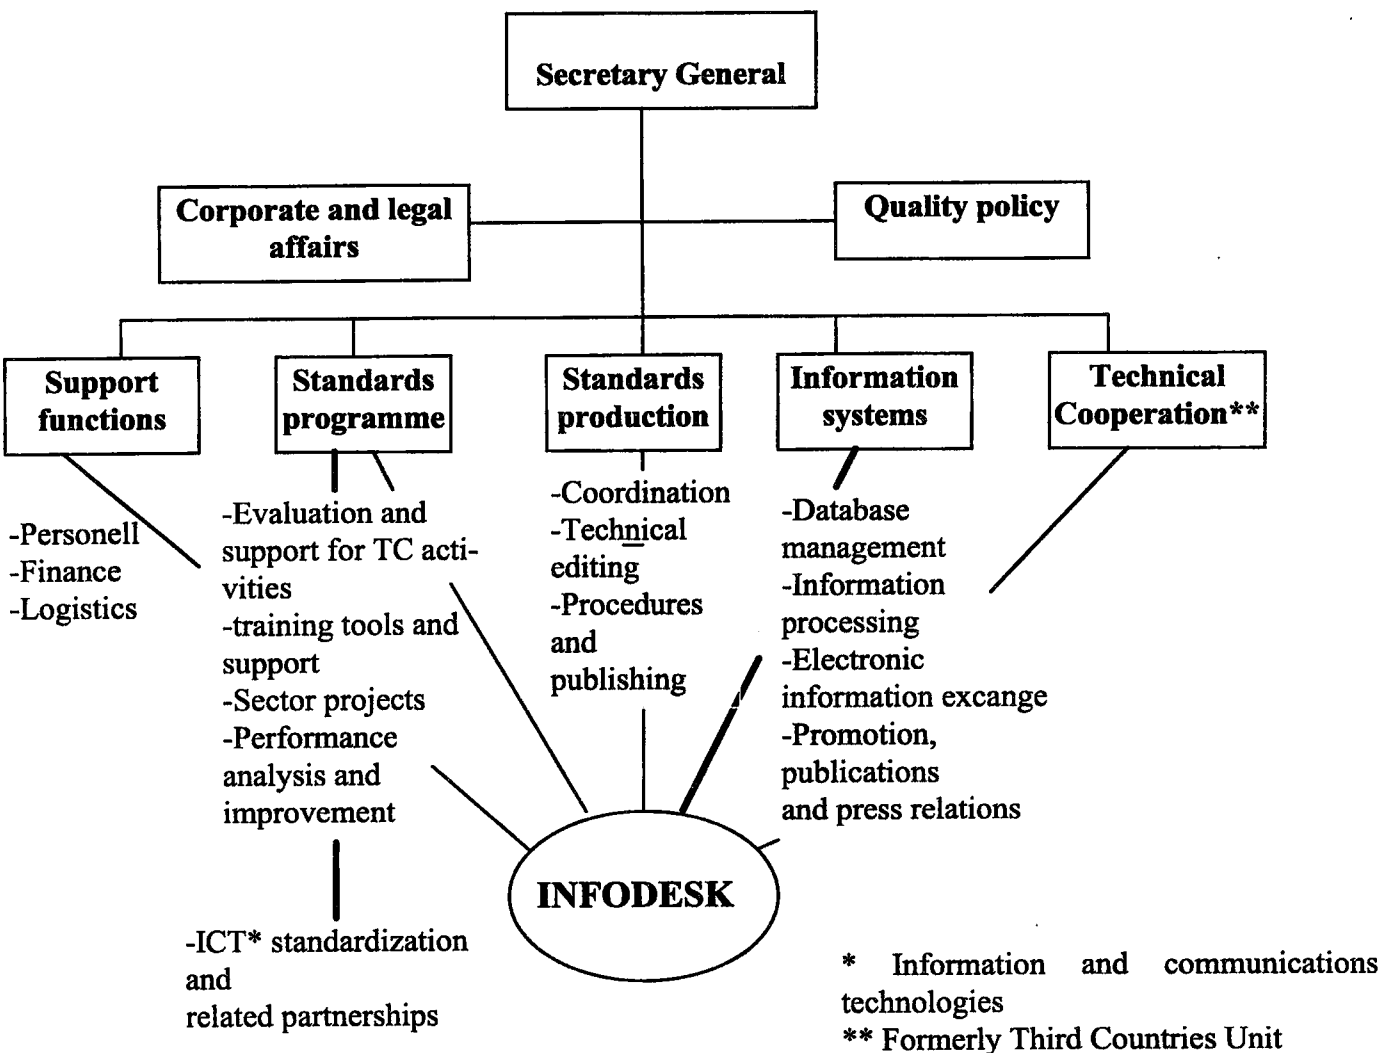 Secretary General
Corporate and legal
affairs
Quality policy
Support
functions
Standards
programme
Standards
production
Information
systems
Technical
Cooperation**
-Personell
-Finance
-Logistics
-Evaluation and
support for TC acti-
vities
-training tools and
support
-Sector projects
-Performance
analysis and
improvement
-ICT* standardization
and
related partnerships
-Coordination
-Technical
editing
-Procedures
and
publishing
-Database
management
-Information
processing
-Electronic
information excange
-Promotion,
publications
and press relations
INFODESK
* Information and communications
technologies
** Formerly Third Countries Unit